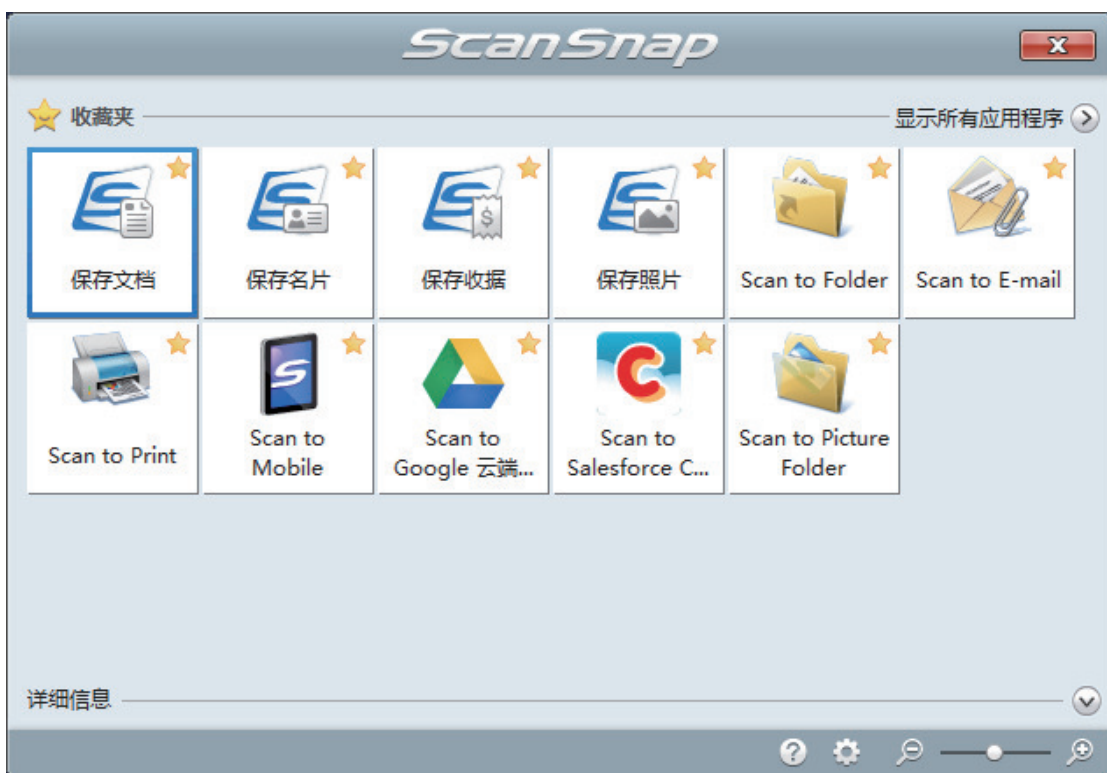 ScanSnap
收藏夹
显示所有应用程序
保存文档
保存名片
保存收据
保存照片
Scan to Folder
Scan to E-mail
Scan to Print
Scan to
Mobile
Scan to
Google 云端...
Scan to
Salesforce C...
Scan to Picture
Folder
详细信息